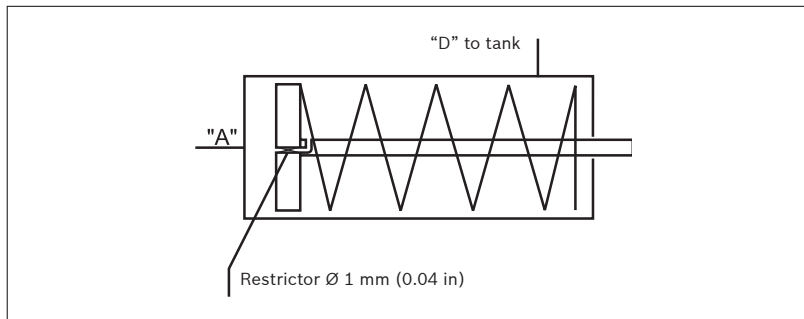 “D” to tank
"A"
Restrictor Ø 1 mm (0.04 in)